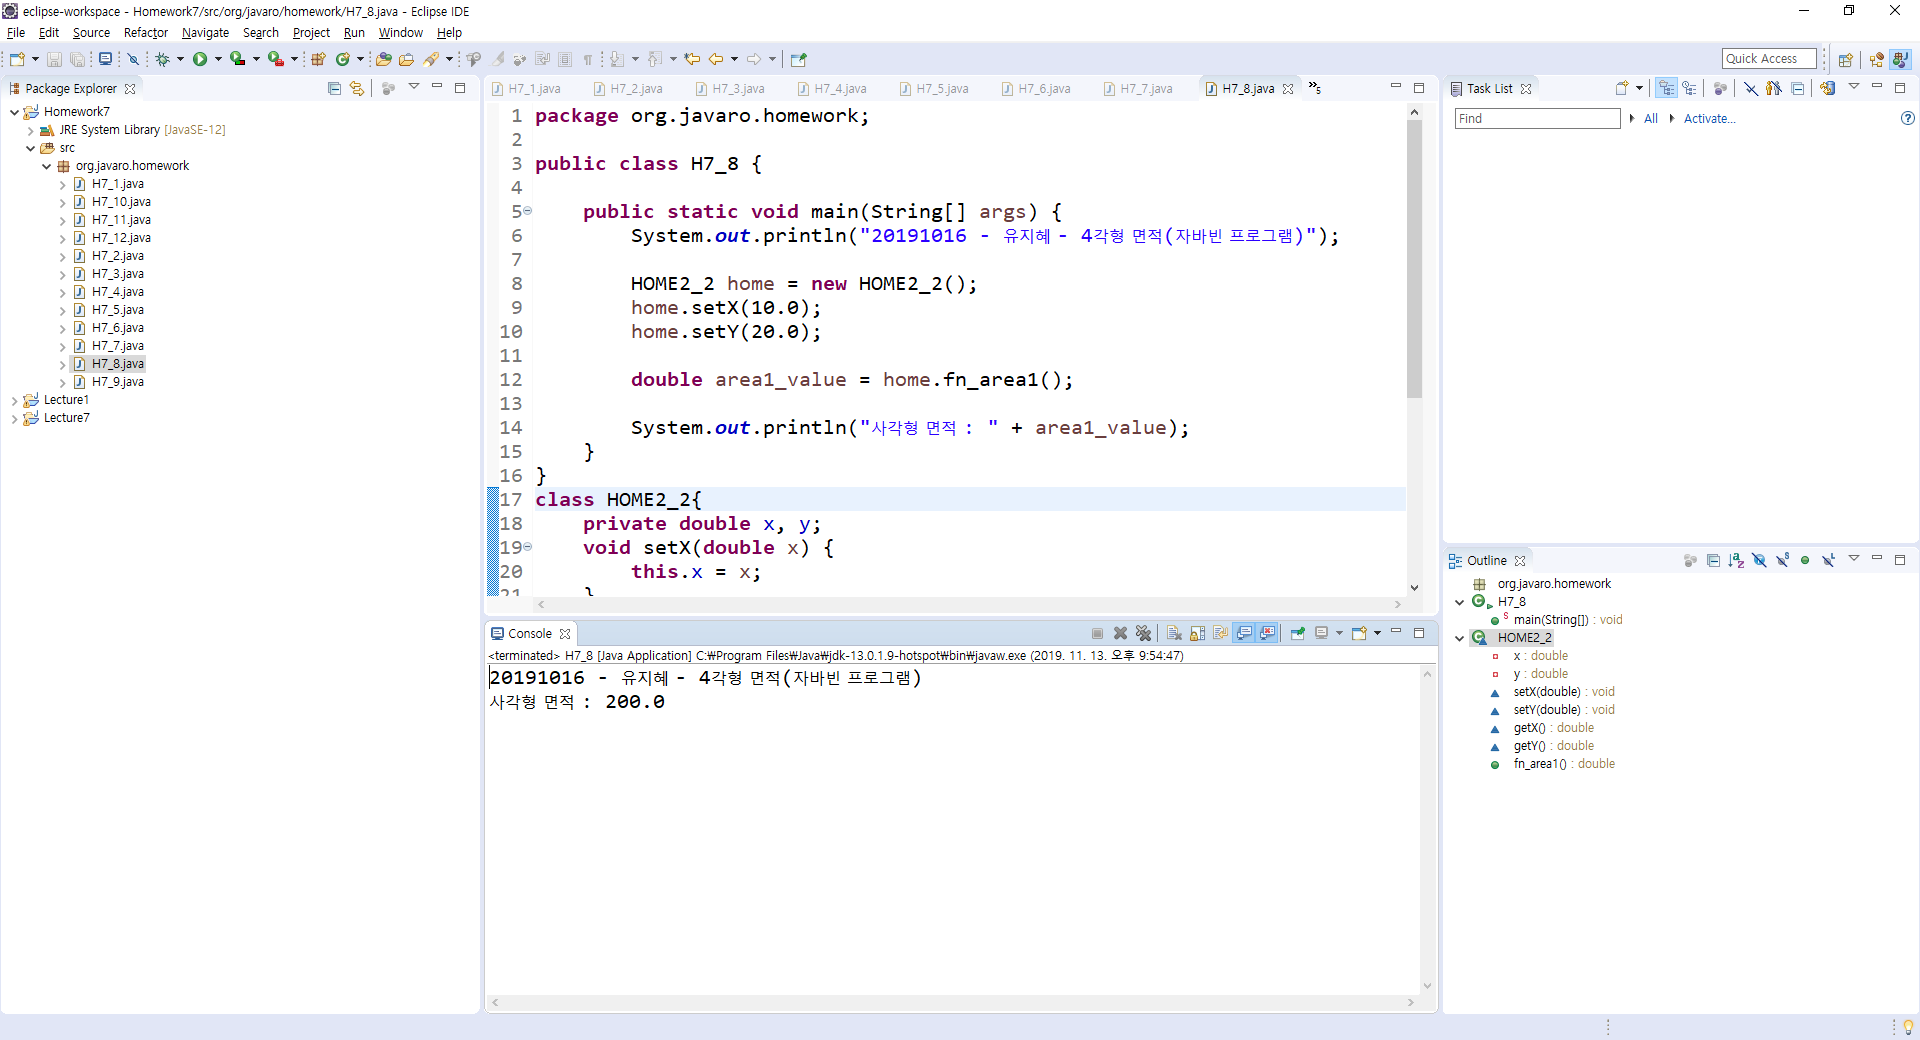 eclipse-workspace - Homework7/src/org/javaro/homework/H7_8.java - Eclipse IDE
File Edit Source Refactor Navigate Search Project Run Window Help
Quick Access
Package Explorer
Homework7
JRE System Library [JavaSE-12]
src
org.javaro.homework
H7_1.java
H7_10.java
H7_11.java
H7_12.java
H7_2.java
H7_3.java
H7_4.java
H7_5.java
H7_6.java
H7_7.java
H7_8.java
H7_9.java
Lecture1
Lecture7
H7_1.java H7_2.java H7_3.java H7_4.java H7_5.java H7_6.java H7_7.java H7_8.java »5
1 package org.javaro.homework;
2
3 public class H7_8 {
4
5 public static void main(String[] args) {
6 System.out.println("20191016 - 유지혜 - 4각형 면적(자바빈 프로그램)");
7
8 HOME2_2 home = new HOME2_2();
9 home.setX(10.0);
10 home.setY(20.0);
11
12 double area1_value = home.fn_area1();
13
14 System.out.println("사각형 면적 : " + area1_value);
15 }
16 }
17 class HOME2_2{
18 private double x, y;
19 void setX(double x) {
20 this.x = x;
21 }
Console
<terminated> H7_8 [Java Application] C:₩Program Files₩Java₩jdk-13.0.1.9-hotspot₩bin₩javaw.exe (2019. 11. 13. 오후 9:54:47)
20191016 - 유지혜 - 4각형 면적(자바빈 프로그램)
사각형 면적 : 200.0
Task List
Find All Activate...
Outline
org.javaro.homework
H7_8
main(String[]) : void
HOME2_2
x : double
y : double
setX(double) : void
setY(double) : void
getX() : double
getY() : double
fn_area1() : double